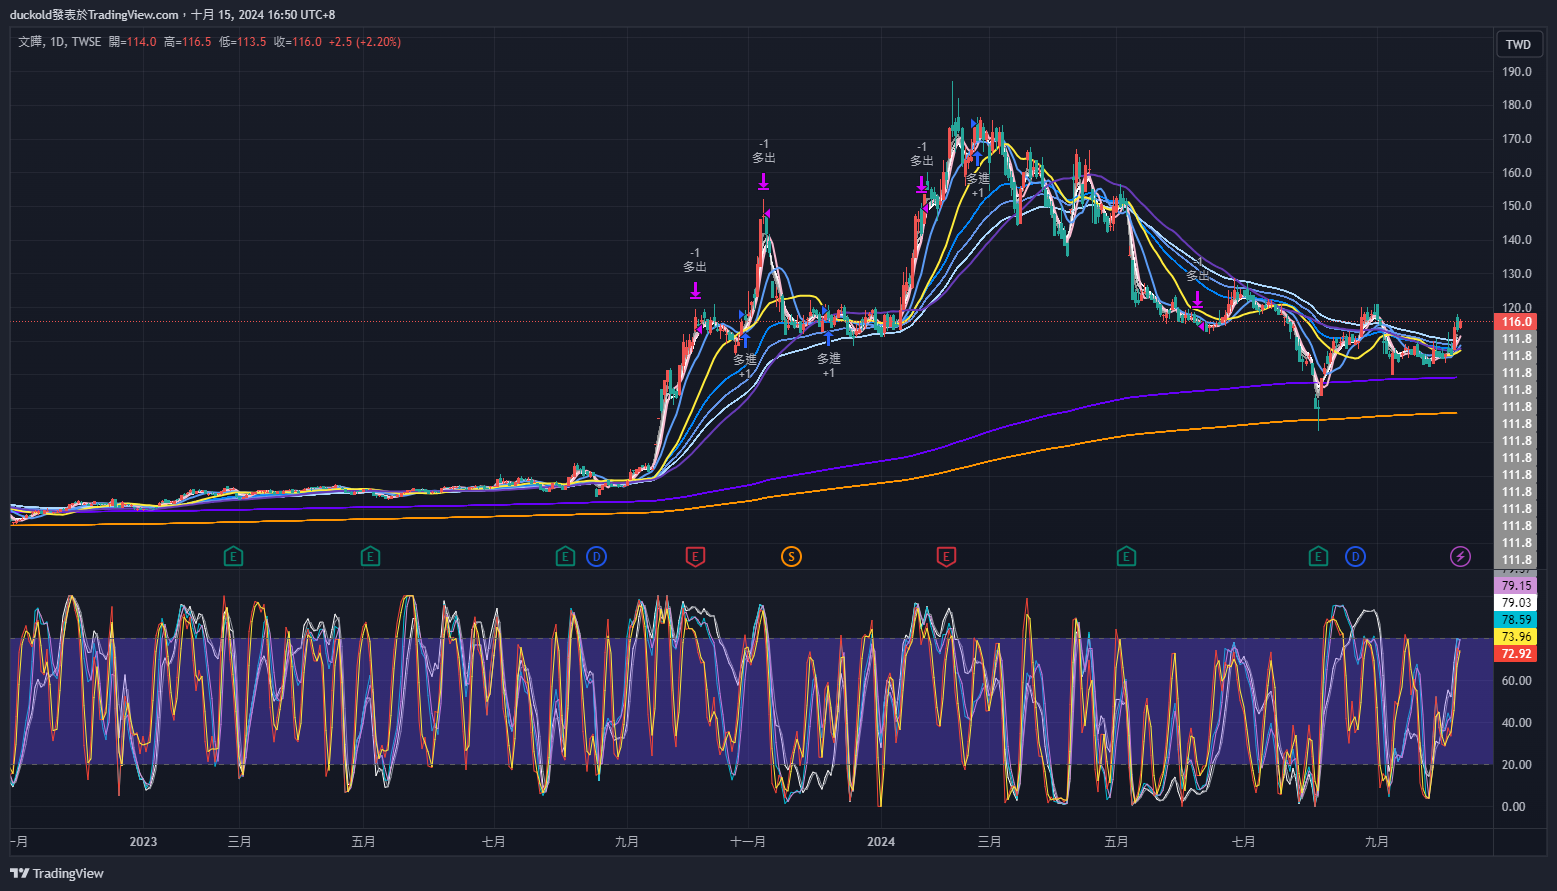 duckold發表於TradingView.com，十月 15, 2024 16:50 UTC+8
文曄, 1D, TWSE 開=114.0 高=116.5 低=113.5 收=116.0 +2.5 (+2.20%)
TWD
190.0
180.0
170.0
160.0
150.0
140.0
130.0
120.0
116.0
111.8
111.8
111.8
111.8
111.8
111.8
111.8
111.8
111.8
111.8
111.8
111.8
111.8
111.8
-1
多出
-1
多出
多進
+1
多進
+1
-1
多出
多進
+1
-1
多出
E
E
E
D
E
S
E
E
E
D
79.15
79.03
78.59
73.96
72.92
60.00
40.00
20.00
0.00
一月
2023
三月
五月
七月
九月
十一月
2024
三月
五月
七月
九月
TradingView